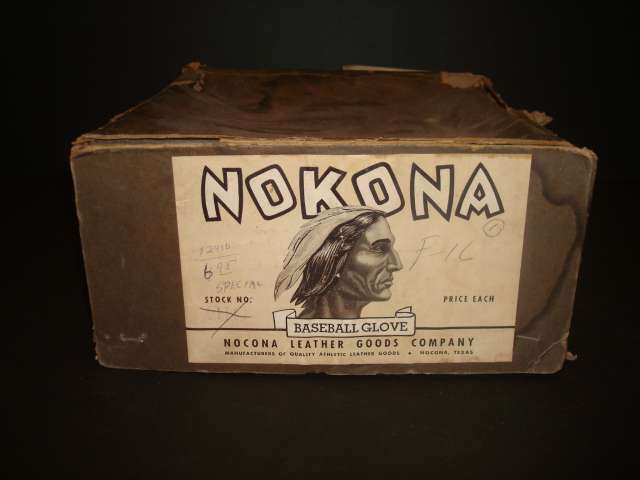 NOKONA
F-16
6 95
SPECIAL
STOCK NO:
PRICE EACH
BASEBALL GLOVE
NOCONA LEATHER GOODS COMPANY
MANUFACTURERS OF QUALITY ATHLETIC LEATHER GOODS • NOCONA, TEXAS